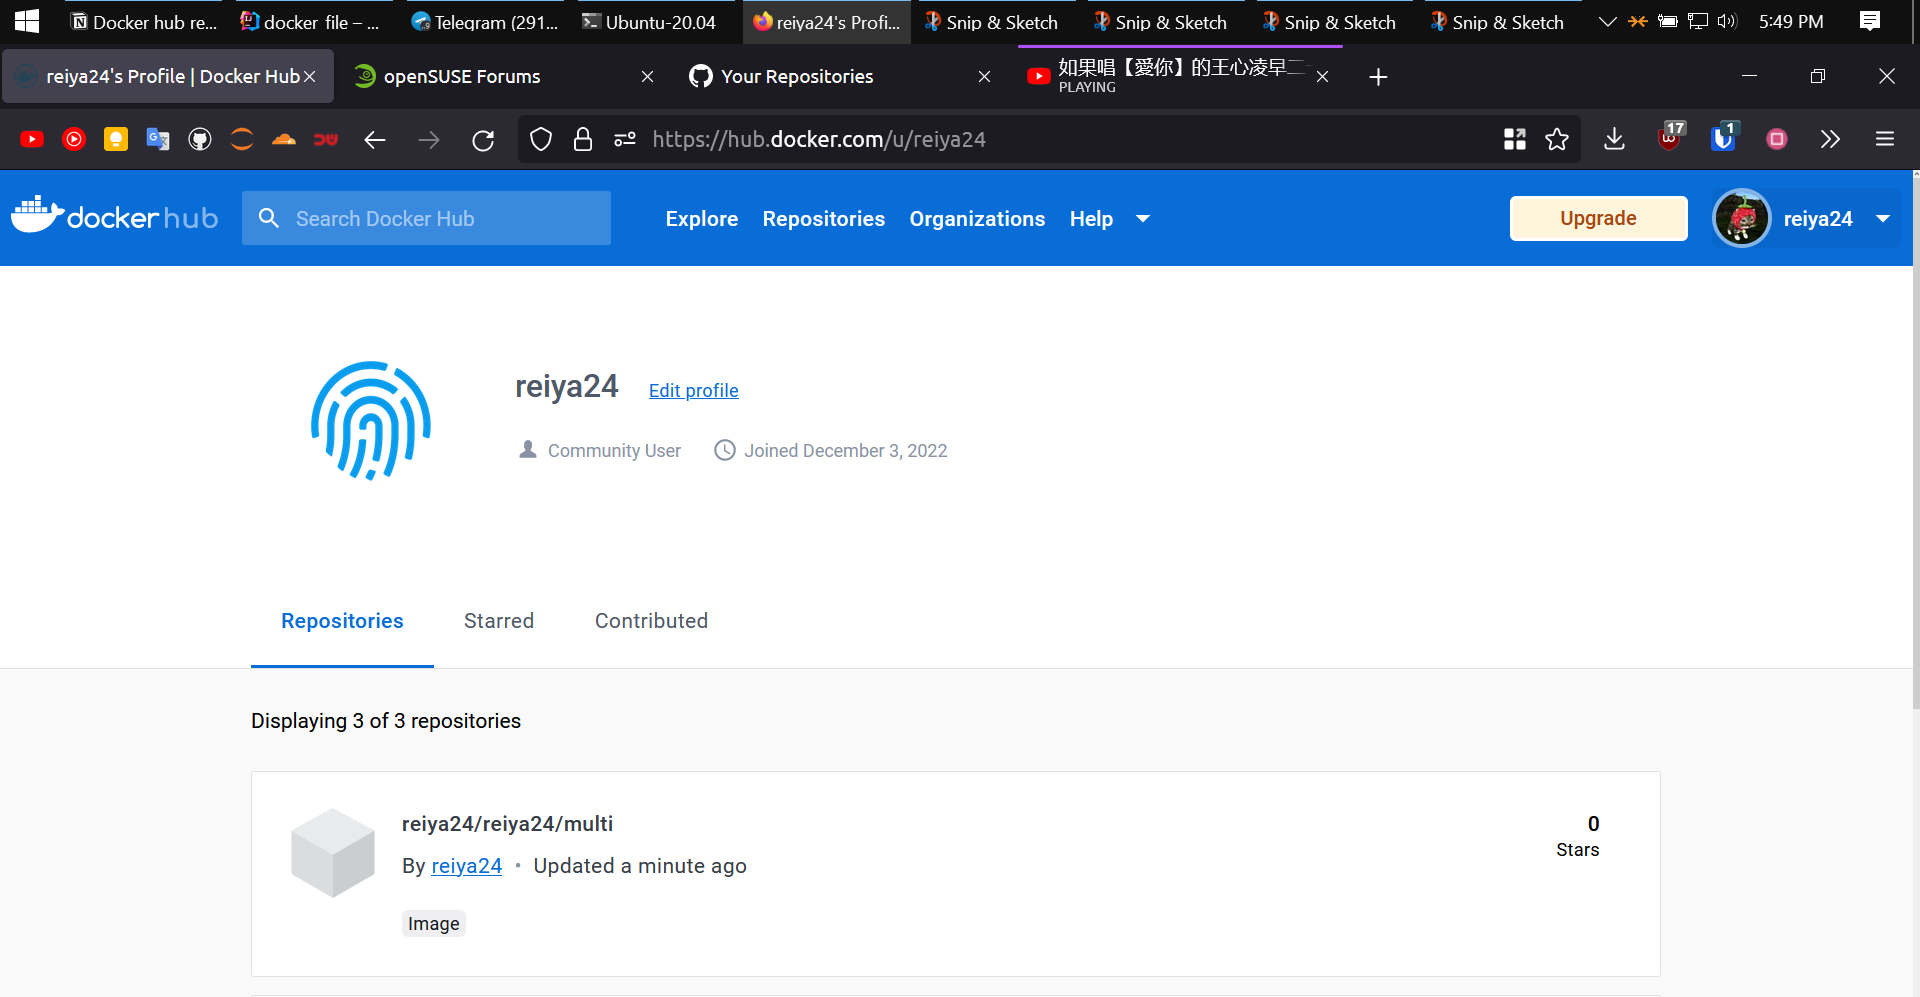 Docker hub re...
docker file – ...
Telegram (291...
Ubuntu-20.04
reiya24's Profi...
Snip & Sketch
Snip & Sketch
Snip & Sketch
Snip & Sketch
5:49 PM
reiya24's Profile | Docker Hub
openSUSE Forums
Your Repositories
如果唱【愛你】的王心凌早二
PLAYING
https://hub.docker.com/u/reiya24
17
1
docker hub
Search Docker Hub
Explore
Repositories
Organizations
Help
Upgrade
reiya24
reiya24
Edit profile
Community User
Joined December 3, 2022
Repositories
Starred
Contributed
Displaying 3 of 3 repositories
reiya24/reiya24/multi
0
Stars
By reiya24 • Updated a minute ago
Image